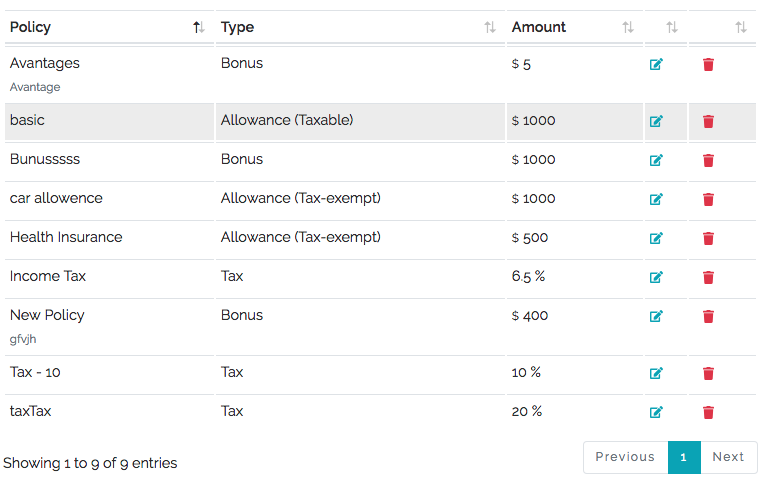 Policy Type Amount
Avantages Bonus $ 5
Avantage
basic Allowance (Taxable) $ 1000
Bunusssss Bonus $ 1000
car allowence Allowance (Tax-exempt) $ 1000
Health Insurance Allowance (Tax-exempt) $ 500
Income Tax Tax 6.5 %
New Policy Bonus $ 400
gfvjh
Tax - 10 Tax 10 %
taxTax Tax 20 %
Showing 1 to 9 of 9 entries Previous 1 Next